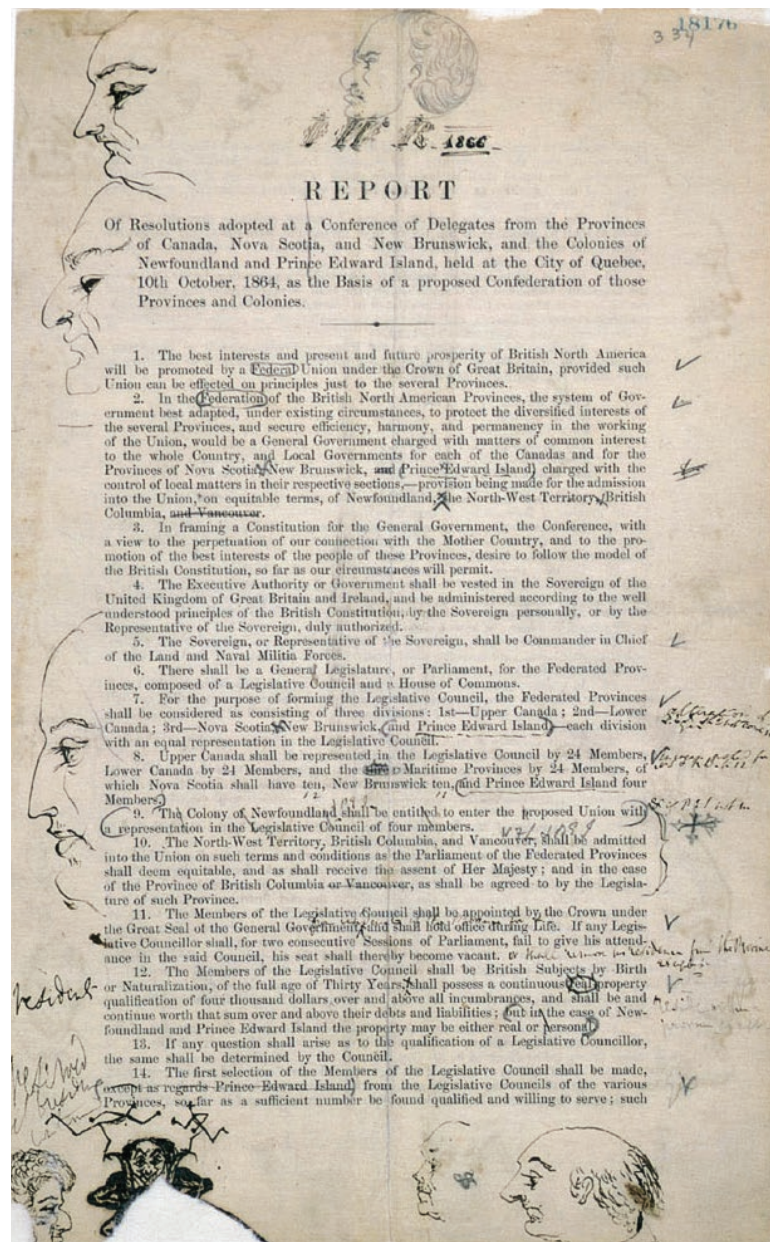 18176
334
1866
REPORT
Of Resolutions adopted at a Conference of Delegates from the Provinces
of Canada, Nova Scotia, and New Brunswick, and the Colonies of
Newfoundland and Prince Edward Island, held at the City of Quebec,
10th October, 1864, as the Basis of a proposed Confederation of those
Provinces and Colonies.
1. The best interests and present and future prosperity of British North America
will be promoted by a Federal Union under the Crown of Great Britain, provided such
Union can be effected on principles just to the several Provinces.
2. In the Federation of the British North American Provinces, the system of Gov-
ernment best adapted, under existing circumstances, to protect the diversified interests of
the several Provinces, and secure efficiency, harmony, and permanency in the working
of the Union, would be a General Government charged with matters of common interest
to the whole Country, and Local Governments for each of the Canadas and for the
Provinces of Nova Scotia, New Brunswick, and Prince Edward Island, charged with the
control of local matters in their respective sections,—provision being made for the admission
into the Union, on equitable terms, of Newfoundland, the North-West Territory, British
Columbia, and Vancouver.
3. In framing a Constitution for the General Government, the Conference, with
a view to the perpetuation of our connection with the Mother Country, and to the pro-
motion of the best interests of the people of these Provinces, desire to follow the model of
the British Constitution, so far as our circumstances will permit.
4. The Executive Authority or Government shall be vested in the Sovereign of the
United Kingdom of Great Britain and Ireland, and be administered according to the well
understood principles of the British Constitution, by the Sovereign personally, or by the
Representative of the Sovereign, duly authorized.
5. The Sovereign, or Representative of the Sovereign, shall be Commander in Chief
of the Land and Naval Militia Forces.
6. There shall be a General Legislature, or Parliament, for the Federated Prov-
inces, composed of a Legislative Council and a House of Commons.
7. For the purpose of forming the Legislative Council, the Federated Provinces
shall be considered as consisting of three divisions: 1st—Upper Canada; 2nd—Lower
Canada; 3rd—Nova Scotia, New Brunswick, and Prince Edward Island—each division
with an equal representation in the Legislative Council.
8. Upper Canada shall be represented in the Legislative Council by 24 Members,
Lower Canada by 24 Members, and the Maritime Provinces by 24 Members, of
which Nova Scotia shall have ten, New Brunswick ten, and Prince Edward Island four
Members.
12
9. The Colony of Newfoundland shall be entitled to enter the proposed Union with
a representation in the Legislative Council of four members.
10. The North-West Territory, British Columbia, and Vancouver, shall be admitted
into the Union on such terms and conditions as the Parliament of the Federated Provinces
shall deem equitable, and as shall receive the assent of Her Majesty; and in the case
of the Province of British Columbia or Vancouver, as shall be agreed to by the Legisla-
ture of such Province.
11. The Members of the Legislative Council shall be appointed by the Crown under
the Great Seal of the General Government, and shall hold office during Life. If any Legis-
lative Councillor shall, for two consecutive Sessions of Parliament, fail to give his attend-
ance in the said Council, his seat shall thereby become vacant.
12. The Members of the Legislative Council shall be British Subjects by Birth
or Naturalization, of the full age of Thirty Years, shall possess a continuous real property
qualification of four thousand dollars over and above all incumbrances, and shall be and
continue worth that sum over and above their debts and liabilities; but in the case of New-
foundland and Prince Edward Island the property may be either real or personal.
resident
13. If any question shall arise as to the qualification of a Legislative Councillor,
the same shall be determined by the Council.
14. The first selection of the Members of the Legislative Council shall be made,
except as regards Prince Edward Island, from the Legislative Councils of the various
Provinces, so far as a sufficient number be found qualified and willing to serve; such